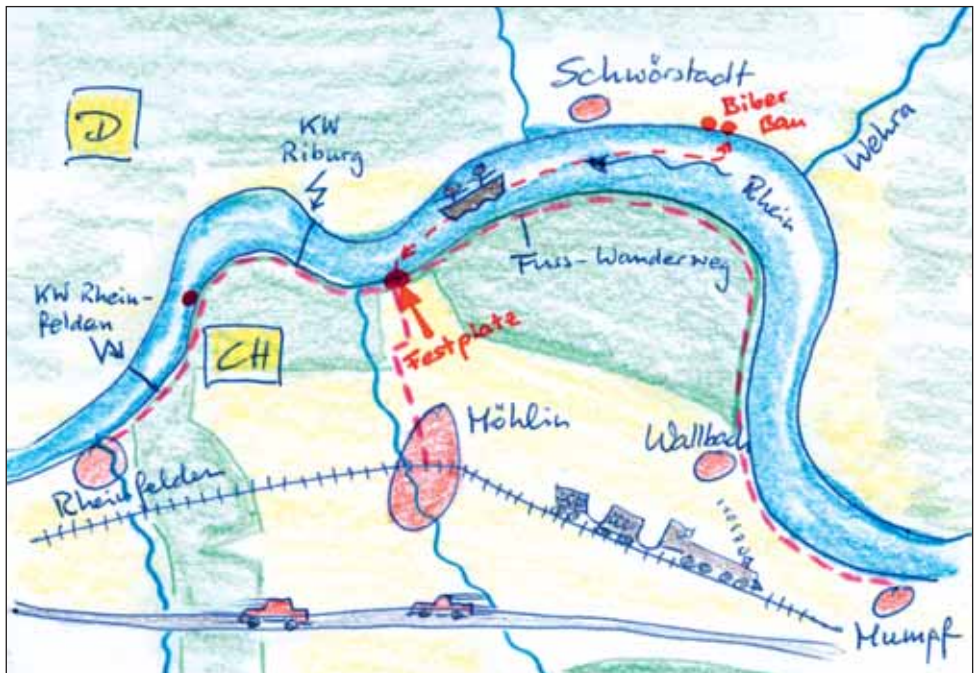 Schwörstadt
Biber
Bau
D
KW
Riburg
Wehra
Rhein
Fuss-Wanderweg
KW Rhein-
felden
CH
Festplatz
Möhlin
Wallbach
Rheinfelden
Mumpf